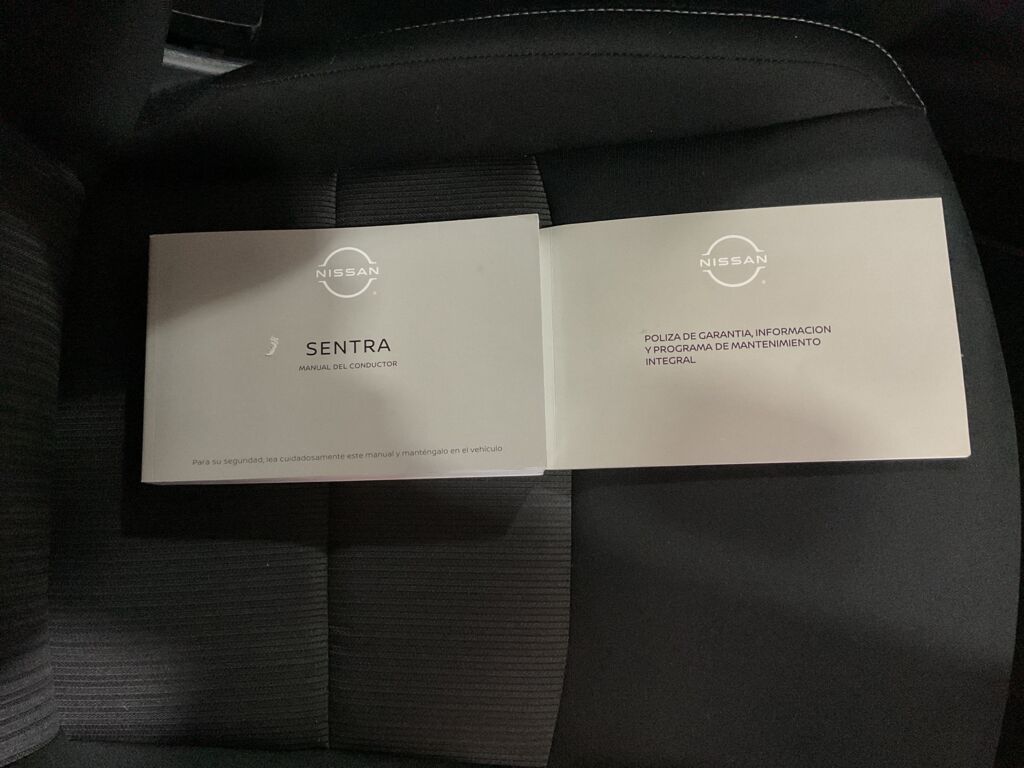 NISSAN
SENTRA
MANUAL DEL CONDUCTOR
Para su seguridad, lea cuidadosamente este manual y manténgalo en el vehículo
NISSAN
POLIZA DE GARANTIA, INFORMACION
Y PROGRAMA DE MANTENIMIENTO
INTEGRAL